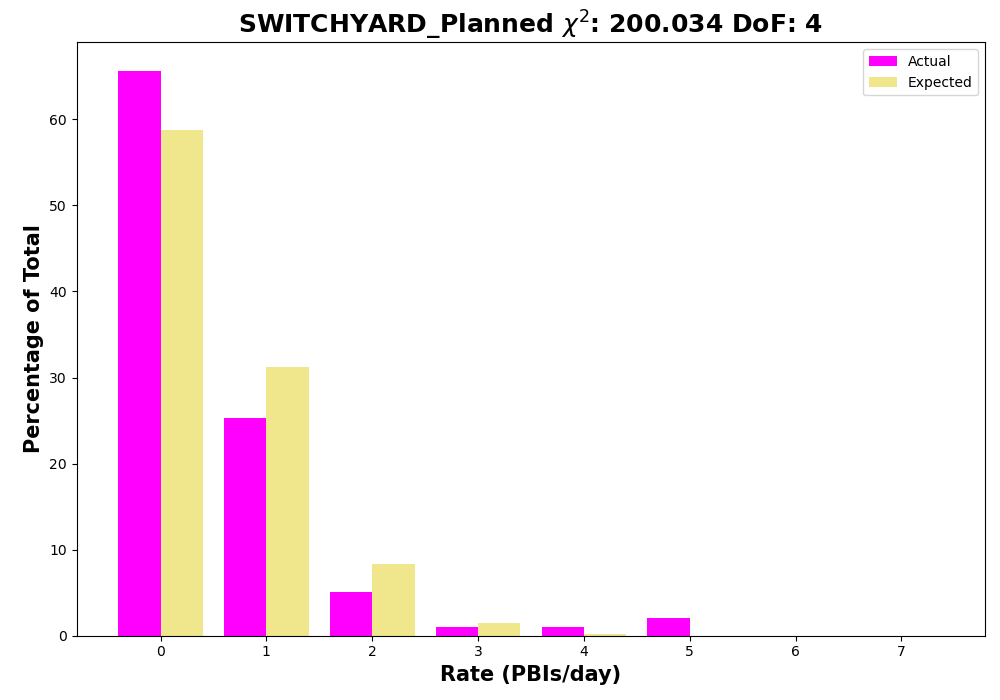 SWITCHYARD_Planned χ²: 200.034 DoF: 4
Actual
Expected
Percentage of Total
60
50
40
30
20
10
0
0 1 2 3 4 5 6 7
Rate (PBIs/day)